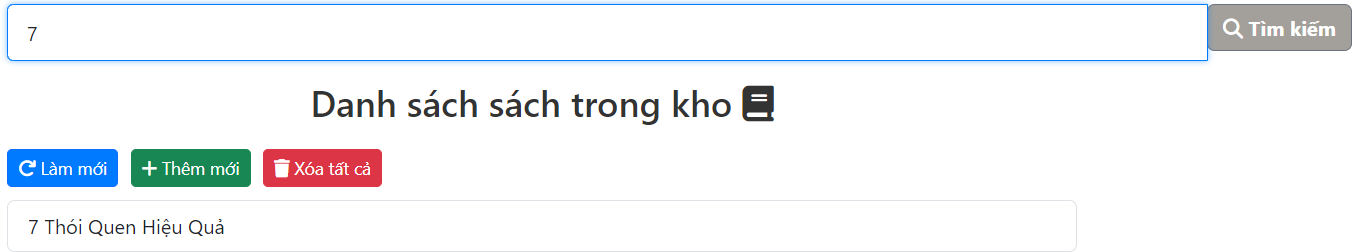 7
Tìm kiếm
Danh sách sách trong kho
Làm mới
Thêm mới
Xóa tất cả
7 Thói Quen Hiệu Quả